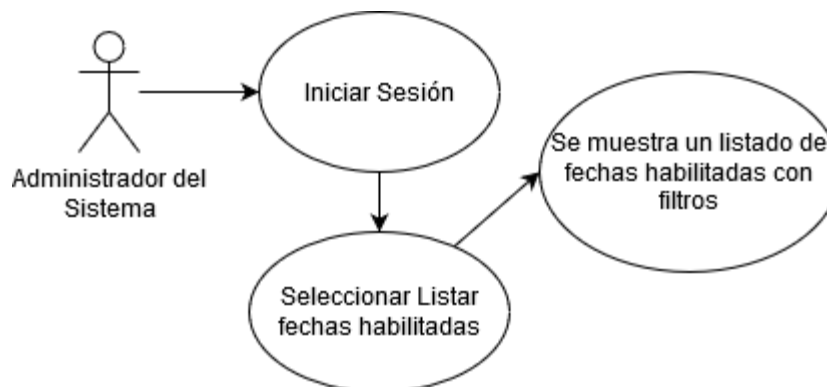 Iniciar Sesión
Administrador del
Sistema
Se muestra un listado de
fechas habilitadas con
filtros
Seleccionar Listar
fechas habilitadas